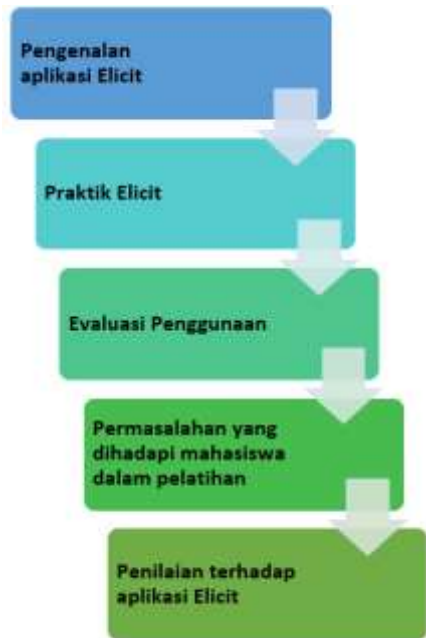 Pengenalan
aplikasi Elicit
Praktik Elicit
Evaluasi Penggunaan
Permasalahan yang
dihadapi mahasiswa
dalam pelatihan
Penilaian terhadap
aplikasi Elicit